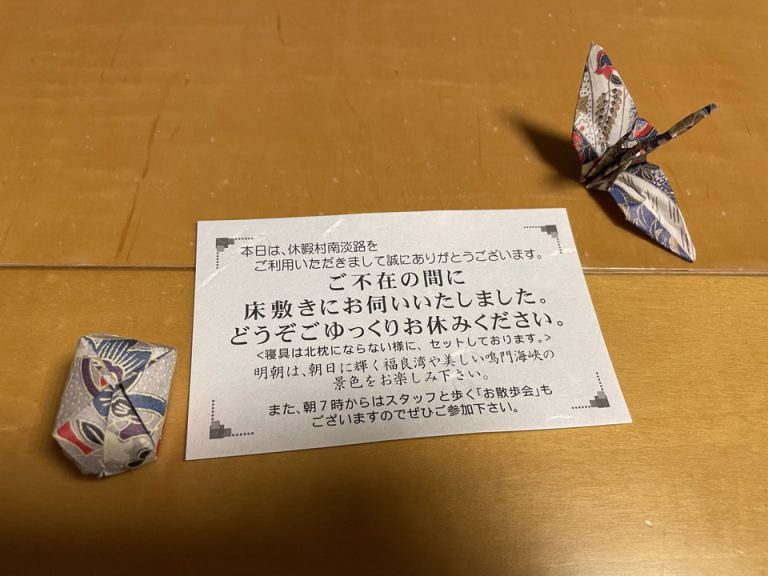 本日は、休暇村南淡路を
ご利用いただきまして誠にありがとうございます。
ご不在の間に
床敷きにお伺いいたしました。
どうぞごゆっくりお休みください。
<寝具は北枕にならない様に、セットしております。>
明朝は、朝日に輝く福良湾や美しい鳴門海峡の
景色をお楽しみ下さい。
また、朝7時からはスタッフと歩く「お散歩会」も
ございますのでぜひご参加下さい。